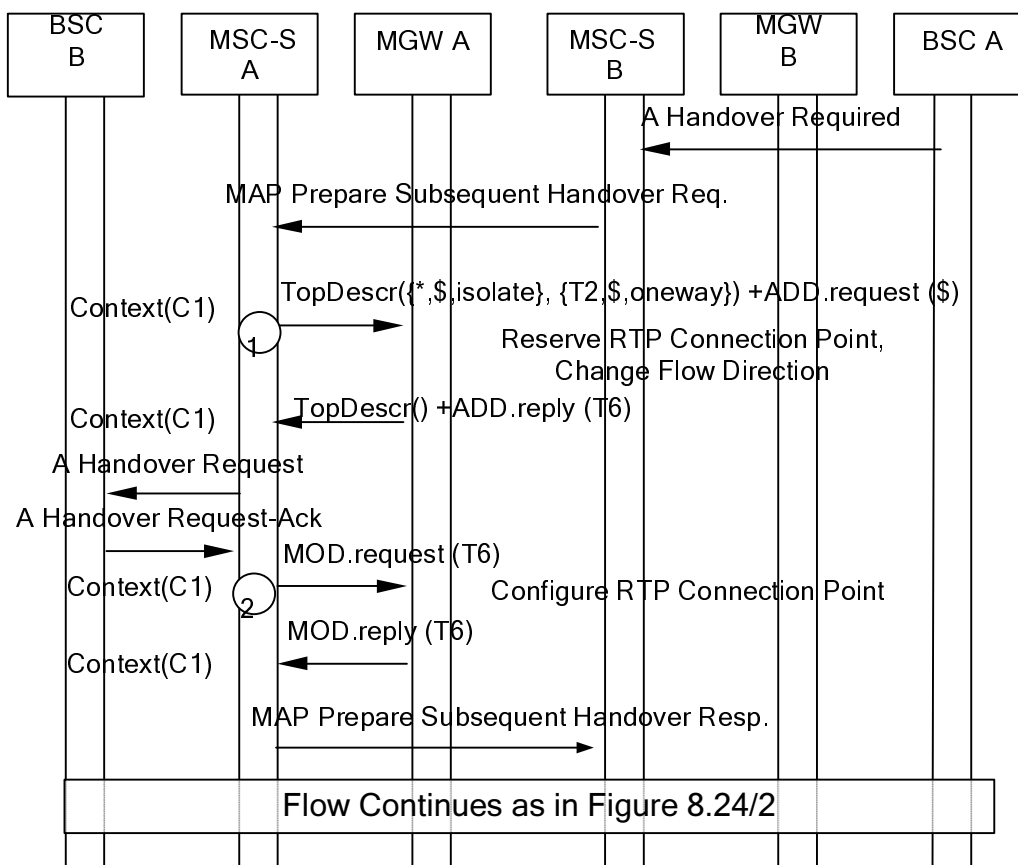 BSC
B
MSC-S
A
MGW A
MSC-S
B
MGW
B
BSC A
A Handover Required
MAP Prepare Subsequent Handover Req.
TopDescr({*,$,isolate}, {T2,$,oneway}) +ADD.request ($)
Context(C1)
1
Reserve RTP Connection Point,
Change Flow Direction
TopDescr() +ADD.reply (T6)
Context(C1)
A Handover Request
A Handover Request-Ack
MOD.request (T6)
Context(C1)
2
Configure RTP Connection Point
MOD.reply (T6)
Context(C1)
MAP Prepare Subsequent Handover Resp.
Flow Continues as in Figure 8.24/2